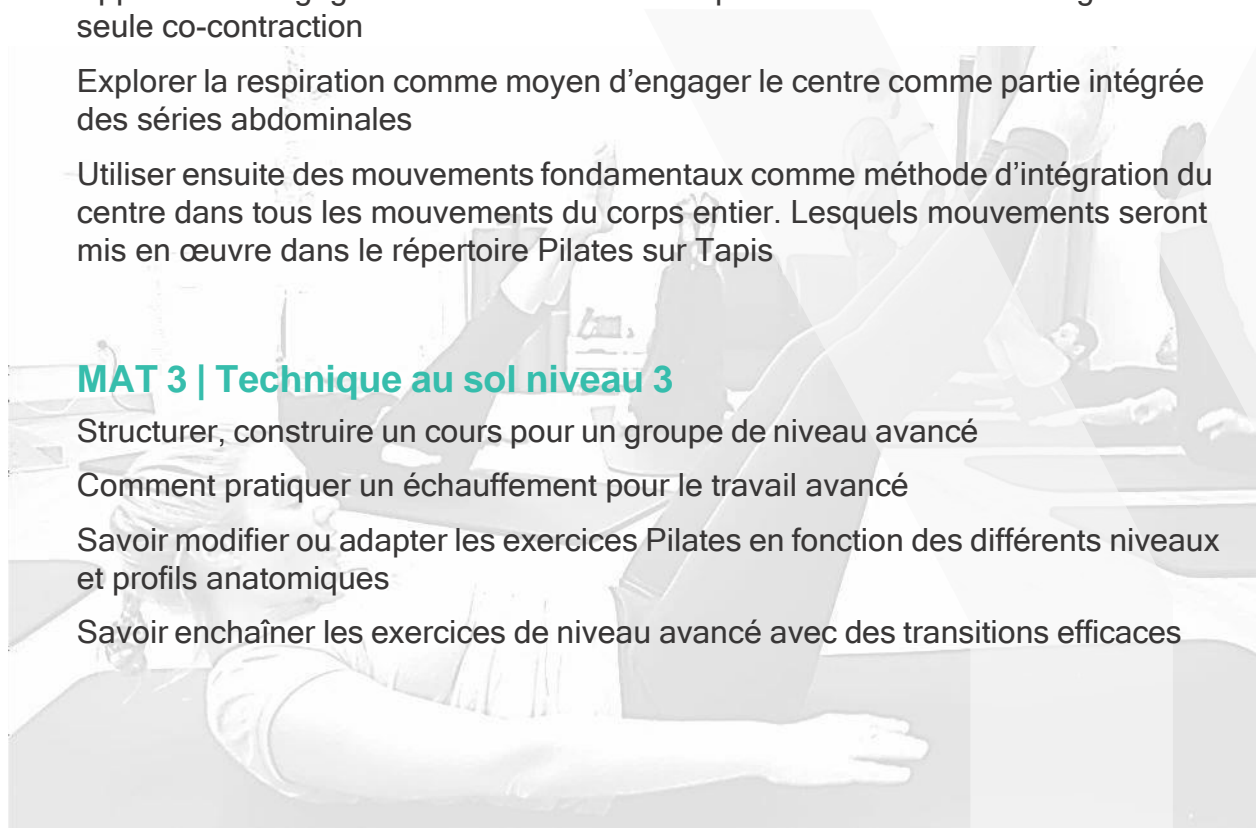 seule co-contraction
Explorer la respiration comme moyen d’engager le centre comme partie intégrée
des séries abdominales
Utiliser ensuite des mouvements fondamentaux comme méthode d’intégration du
centre dans tous les mouvements du corps entier. Lesquels mouvements seront
mis en œuvre dans le répertoire Pilates sur Tapis
MAT 3 | Technique au sol niveau 3
Structurer, construire un cours pour un groupe de niveau avancé
Comment pratiquer un échauffement pour le travail avancé
Savoir modifier ou adapter les exercices Pilates en fonction des différents niveaux
et profils anatomiques
Savoir enchaîner les exercices de niveau avancé avec des transitions efficaces